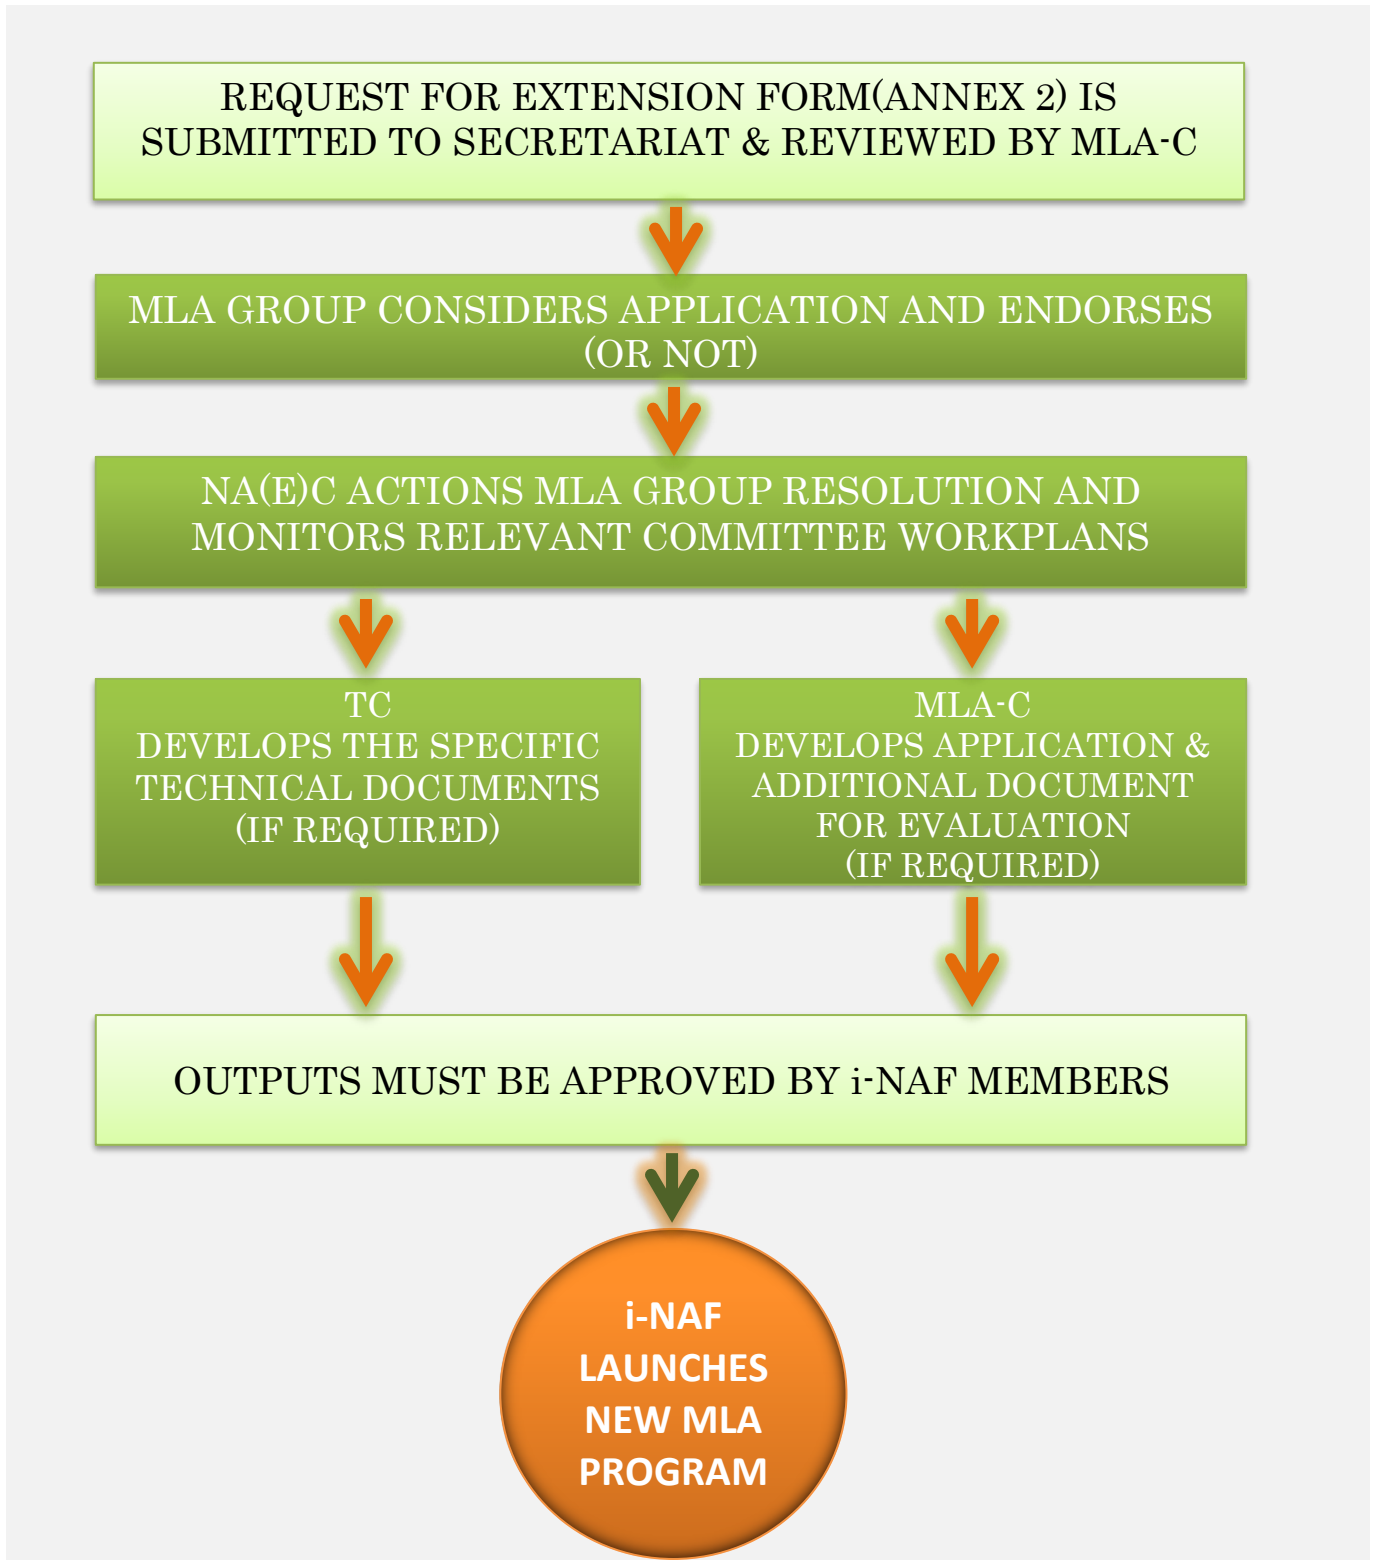 REQUEST FOR EXTENSION FORM(ANNEX 2) IS
SUBMITTED TO SECRETARIAT & REVIEWED BY MLA-C
MLA GROUP CONSIDERS APPLICATION AND ENDORSES
(OR NOT)
NA(E)C ACTIONS MLA GROUP RESOLUTION AND
MONITORS RELEVANT COMMITTEE WORKPLANS
TC
DEVELOPS THE SPECIFIC
TECHNICAL DOCUMENTS
(IF REQUIRED)
MLA-C
DEVELOPS APPLICATION &
ADDITIONAL DOCUMENT
FOR EVALUATION
(IF REQUIRED)
OUTPUTS MUST BE APPROVED BY i-NAF MEMBERS
i-NAF
LAUNCHES
NEW MLA
PROGRAM